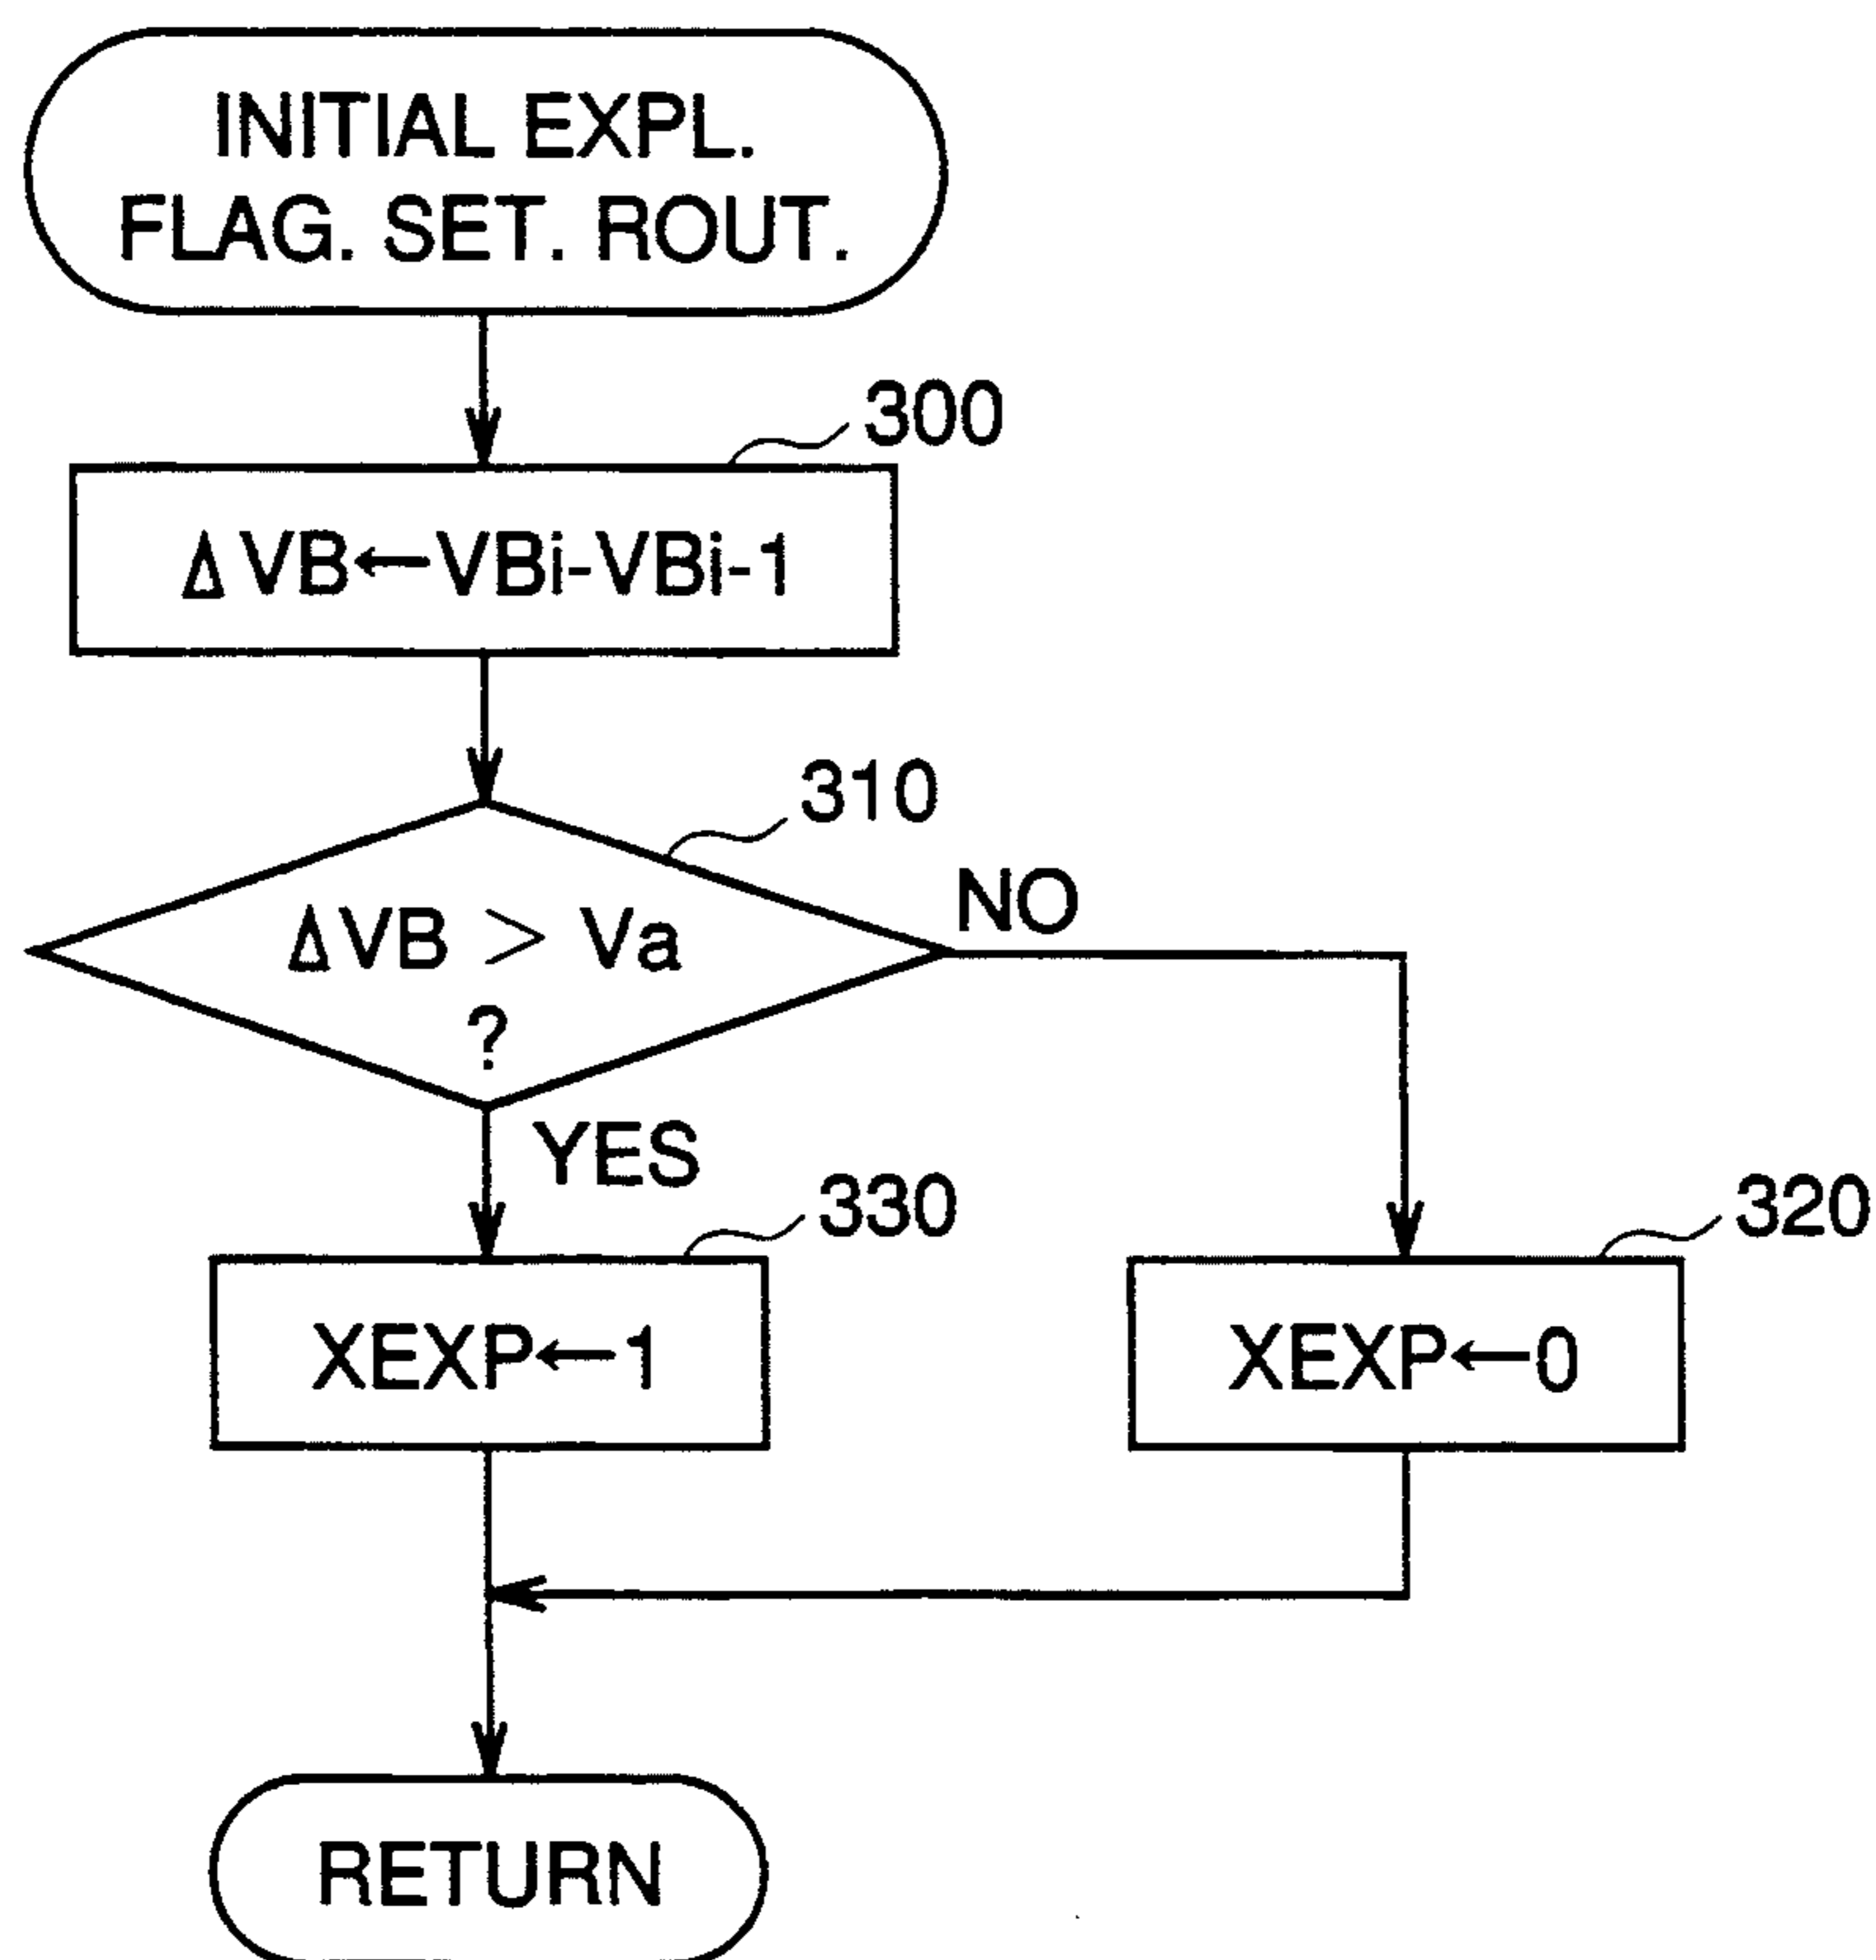 INITIAL EXPL.
FLAG. SET. ROUT.
300
ΔVB←VBi-VBi-1
310
ΔVB > Va
?
NO
YES
330
320
XEXP←1
XEXP←0
RETURN